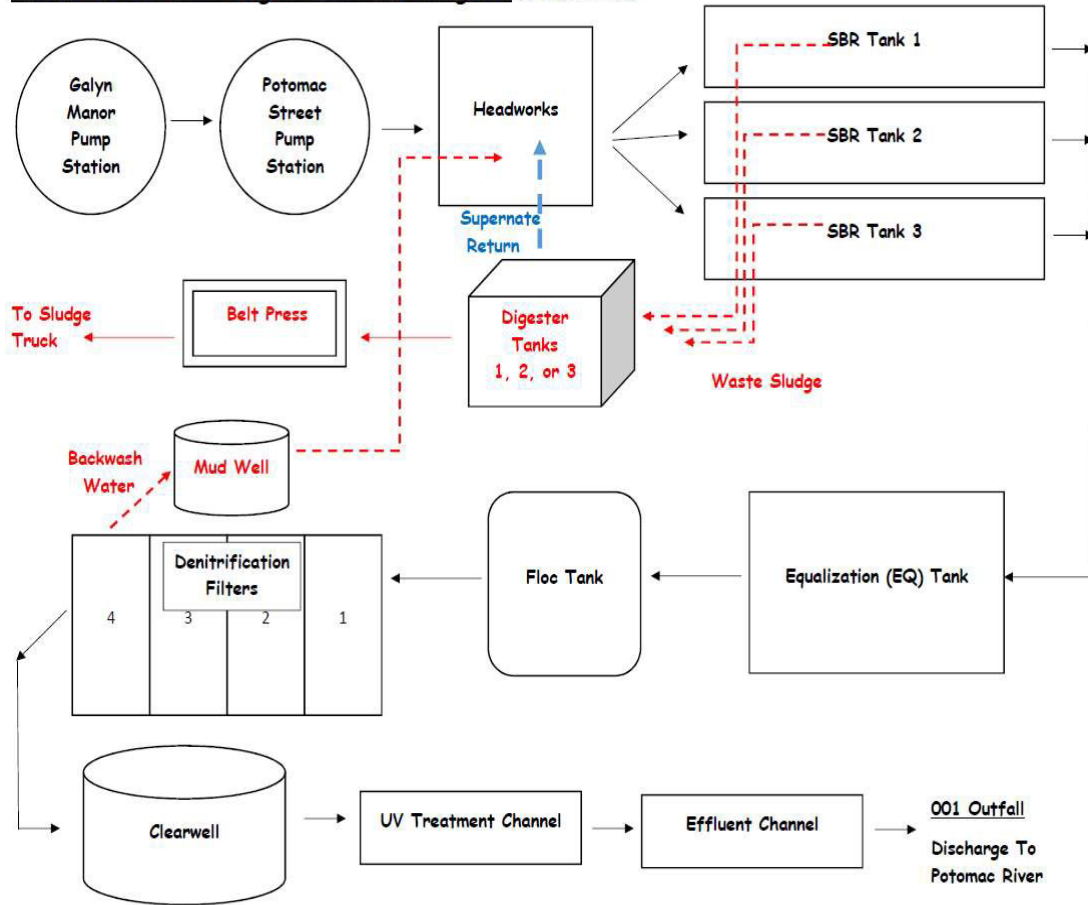 Galyn
Manor
Pump
Station
Potomac
Street
Pump
Station
Headworks
SBR Tank 1
SBR Tank 2
SBR Tank 3
Supernate
Return
To Sludge
Truck
Belt Press
Digester
Tanks
1, 2, or 3
Waste Sludge
Backwash
Water
Mud Well
Denitrification
Filters
4
3
2
1
Floc Tank
Equalization (EQ) Tank
Clearwell
UV Treatment Channel
Effluent Channel
001 Outfall
Discharge To
Potomac River